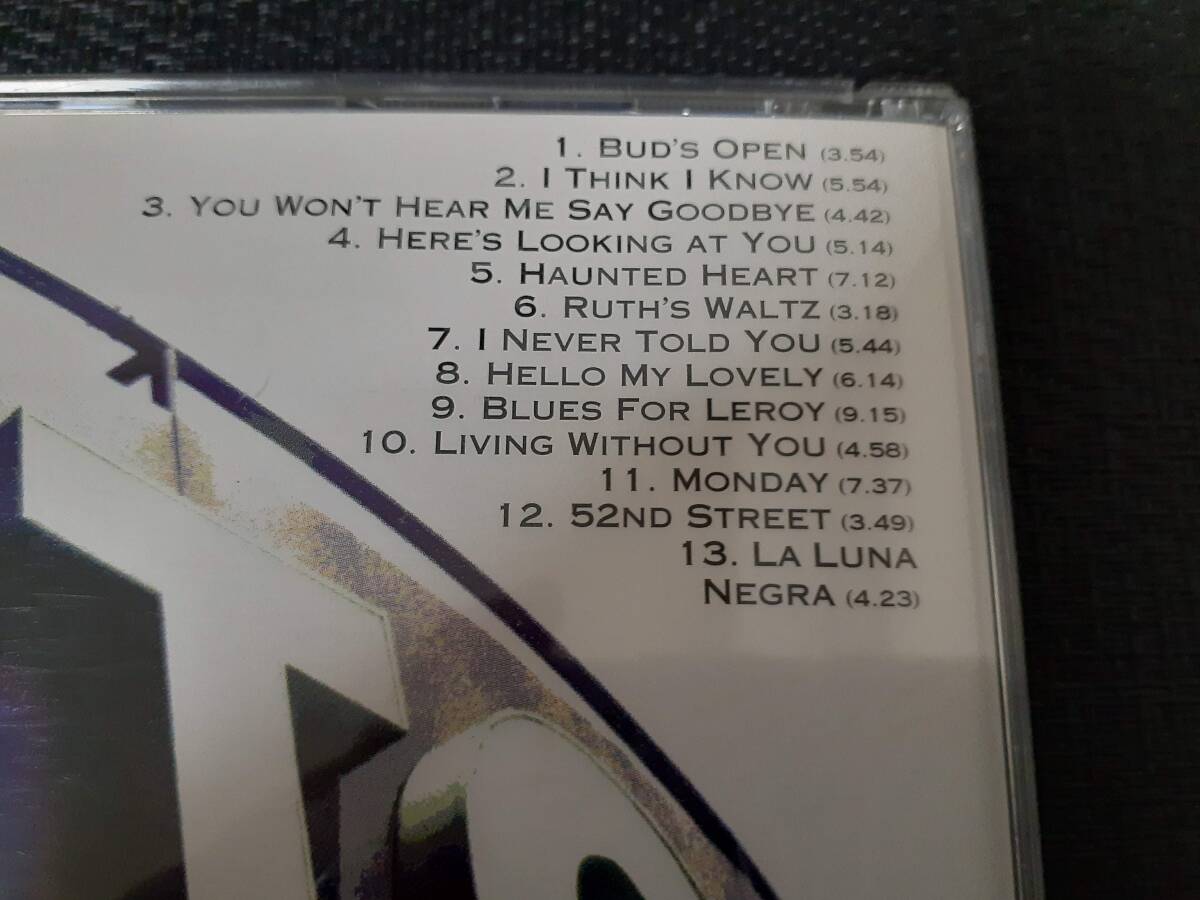 1. BUD'S OPEN (3.54)
2. I THINK I KNOW (5.54)
3. YOU WON'T HEAR ME SAY GOODBYE (4.42)
4. HERE'S LOOKING AT YOU (5.14)
5. HAUNTED HEART (7.12)
6. RUTH'S WALTZ (3.18)
7. I NEVER TOLD YOU (5.44)
8. HELLO MY LOVELY (6.14)
9. BLUES FOR LEROY (9.15)
10. LIVING WITHOUT YOU (4.58)
11. MONDAY (7.37)
12. 52ND STREET (3.49)
13. LA LUNA
NEGRA (4.23)